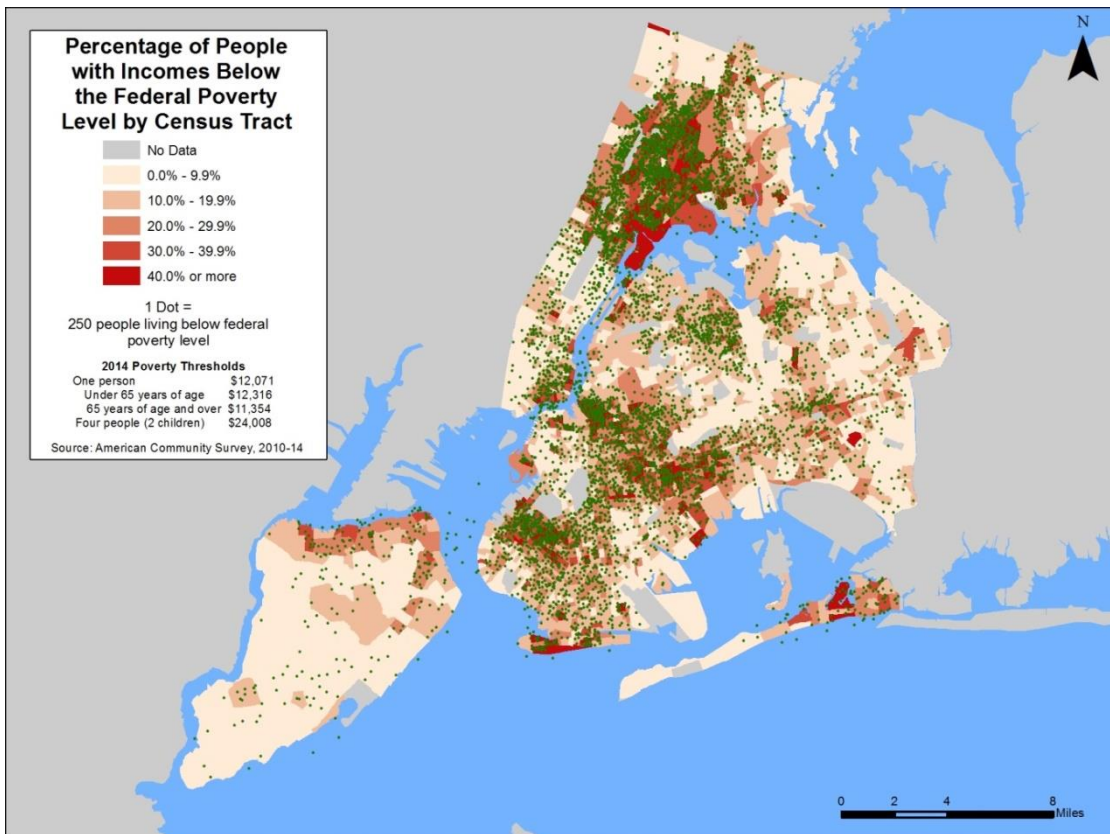 Percentage of People
with Incomes Below
the Federal Poverty
Level by Census Tract
No Data
0.0% - 9.9%
10.0% - 19.9%
20.0% - 29.9%
30.0% - 39.9%
40.0% or more
1 Dot =
250 people living below federal
poverty level
2014 Poverty Thresholds
One person $12,071
Under 65 years of age $12,316
65 years of age and over $11,354
Four people (2 children) $24,008
Source: American Community Survey, 2010-14
N
0 2 4 8
Miles